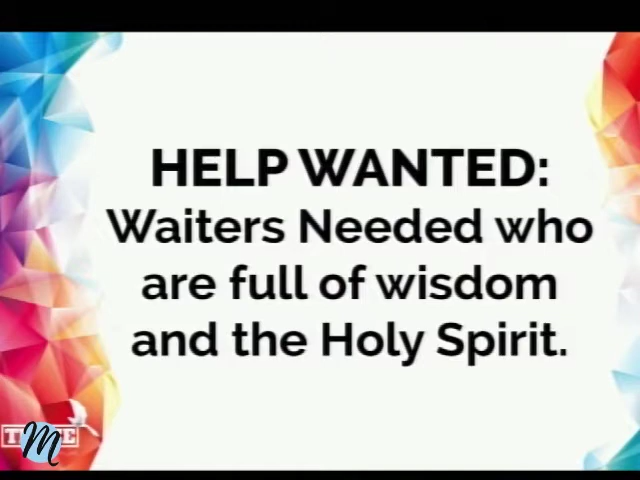 HELP WANTED:
Waiters Needed who
are full of wisdom
and the Holy Spirit.
M